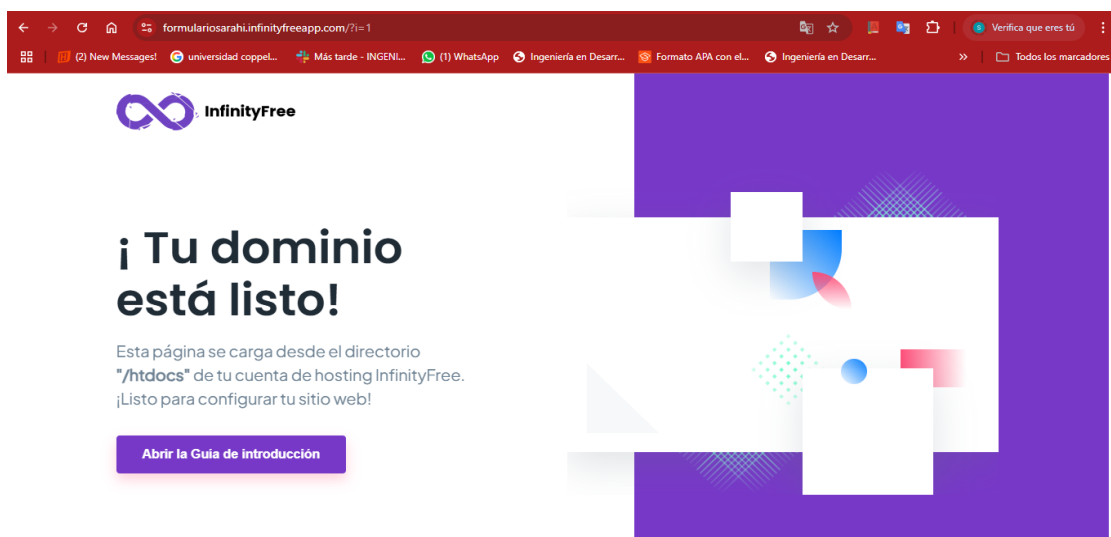 formulariosarahi.infinityfreeapp.com/?i=1
S Verifica que eres tú
(2) New Messages! universidad coppel... Más tarde - INGENI... (1) WhatsApp Ingeniería en Desarr... Formato APA con el... Ingeniería en Desarr... » Todos los marcadores
InfinityFree
¡ Tu dominio
está listo!
Esta página se carga desde el directorio
"/htdocs" de tu cuenta de hosting InfinityFree.
¡Listo para configurar tu sitio web!
Abrir la Guía de introducción